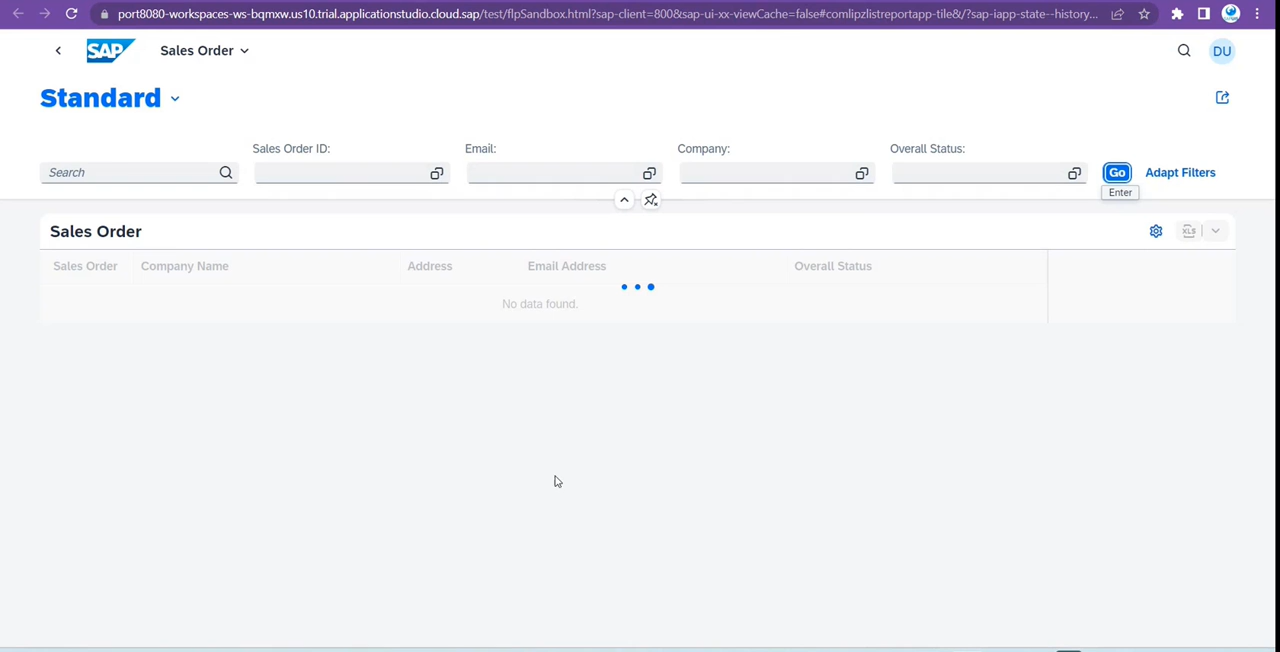 port8080-workspaces-ws-bqmxw.us10.trial.applicationstudio.cloud.sap/test/flpSandbox.html?sap-client=800&sap-ui-xx-viewCache=false#comlipzlistreportapp-tile&/?sap-iapp-state--history...
SAP Sales Order DU
Standard
Sales Order ID: Email: Company: Overall Status:
Search Go Adapt Filters
Enter
Sales Order XLS
Sales Order Company Name Address Email Address Overall Status
No data found.